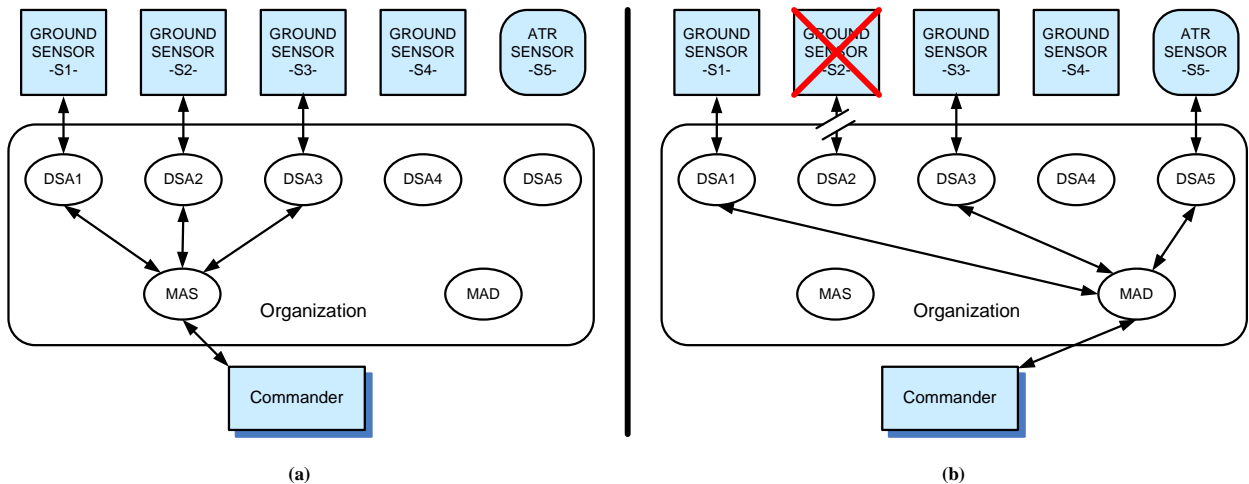 GROUND
SENSOR
-S1-
GROUND
SENSOR
-S2-
GROUND
SENSOR
-S3-
GROUND
SENSOR
-S4-
ATR
SENSOR
-S5-
DSA1
DSA2
DSA3
DSA4
DSA5
MAS
MAD
Organization
Commander
(a)
GROUND
SENSOR
-S1-
GROUND
SENSOR
-S2-
GROUND
SENSOR
-S3-
GROUND
SENSOR
-S4-
ATR
SENSOR
-S5-
DSA1
DSA2
DSA3
DSA4
DSA5
MAS
MAD
Organization
Commander
(b)